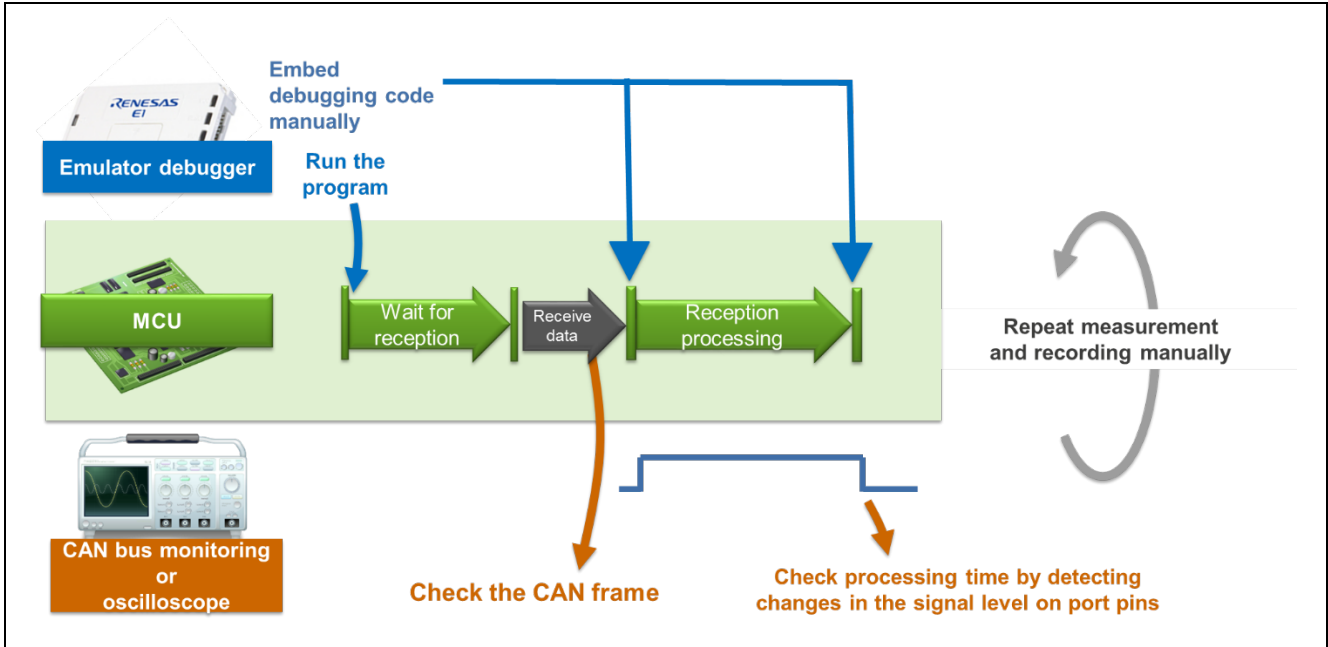 Embed
debugging code
manually
RENESAS
E1
Emulator debugger
Run the
program
MCU
Wait for
reception
Receive
data
Reception
processing
Repeat measurement
and recording manually
CAN bus monitoring
or
oscilloscope
Check the CAN frame
Check processing time by detecting
changes in the signal level on port pins